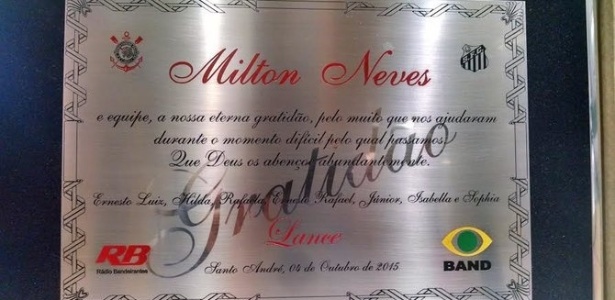 Milton Neves
e equipe, a nossa eterna gratidão, pelo muito que nos ajudaram
durante o momento difícil pelo qual passamos.
Que Deus os abençoe abundantemente.
Gratidão
Ernesto Luiz, Hilda, Rafaela, Ernesto Rafael, Júnior, Isabella e Sophia
Lance
RB
Rádio Bandeirantes
Santo André, 04 de Outubro de 2015
BAND